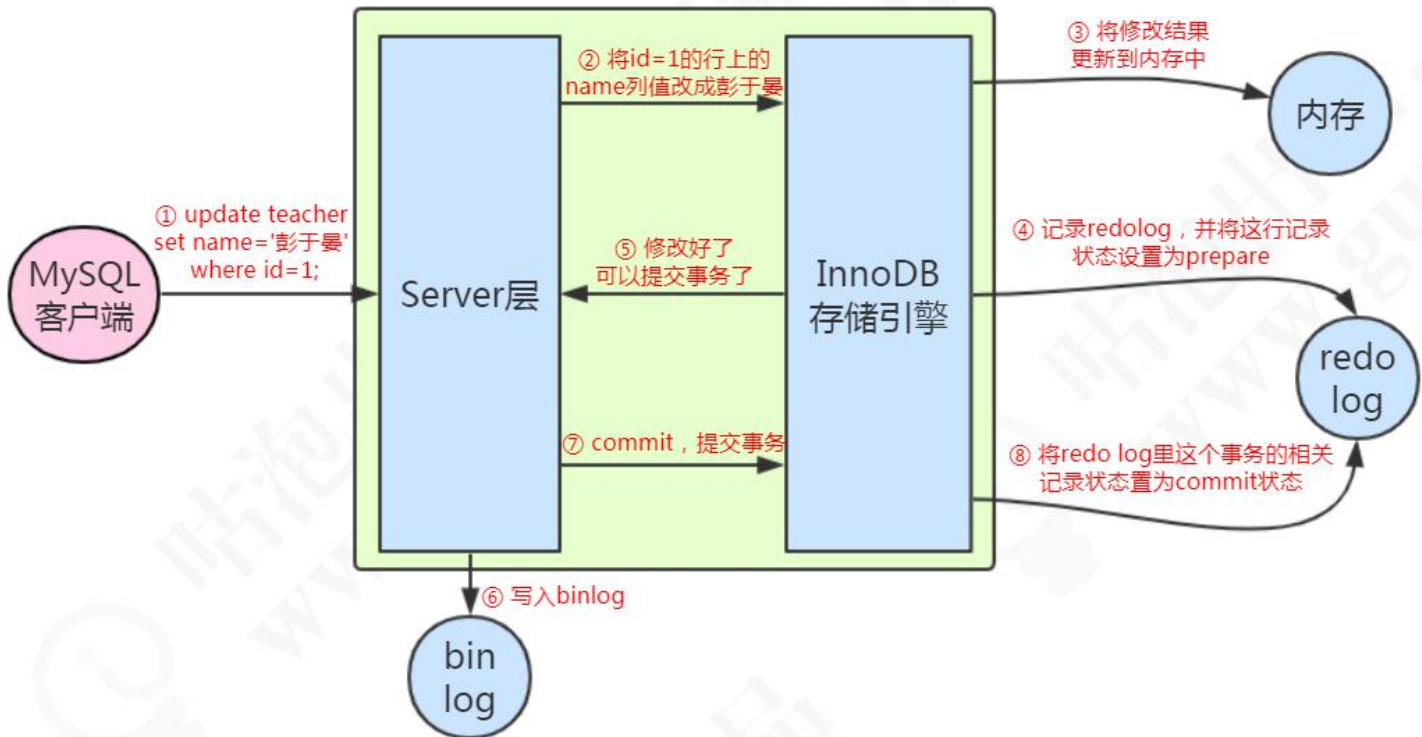 ③ 将修改结果
更新到内存中
② 将id=1的行上的
name列值改成彭于晏
内存
① update teacher
set name='彭于晏'
where id=1;
⑤ 修改好了
可以提交事务了
④ 记录redolog，并将这行记录
状态设置为prepare
MySQL
客户端
Server层
InnoDB
存储引擎
redo
log
⑦ commit，提交事务
⑧ 将redo log里这个事务的相关
记录状态置为commit状态
⑥ 写入binlog
bin
log